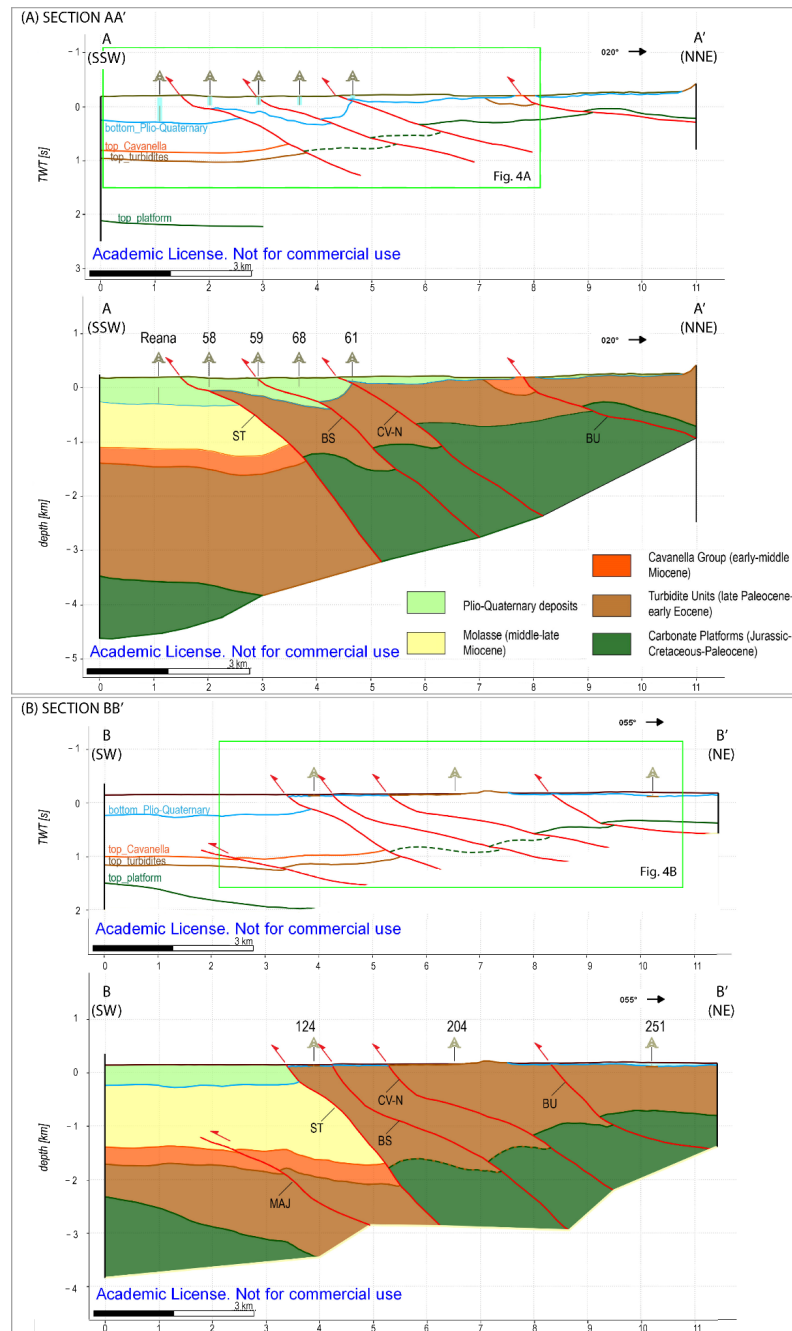 (A) SECTION AA'
A
(SSW)
A'
(NNE)
020°
-1
0
1
2
3
TWT [s]
bottom_Plio-Quaternary
top_Cavanella
top_turbidites
top_platform
Fig. 4A
Academic License. Not for commercial use
3 km
0 1 2 3 4 5 6 7 8 9 10 11
A
(SSW)
A'
(NNE)
Reana 58 59 68 61
020°
1
0
-1
-2
-3
-4
-5
depth [km]
ST
BS
CV-N
BU
Plio-Quaternary deposits
Molasse (middle-late
Miocene)
Cavanella Group (early-middle
Miocene)
Turbidite Units (late Paleocene-
early Eocene)
Carbonate Platforms (Jurassic-
Cretaceous-Paleocene)
Academic License. Not for commercial use
3 km
0 1 2 3 4 5 6 7 8 9 10 11
(B) SECTION BB'
B
(SW)
B'
(NE)
055°
-1
0
1
2
TWT [s]
bottom_Plio-Quaternary
top_Cavanella
top_turbidites
top_platform
Fig. 4B
Academic License. Not for commercial use
3 km
0 1 2 3 4 5 6 7 8 9 10 11
B
(SW)
B'
(NE)
124 204 251
055°
1
0
-1
-2
-3
-4
depth [km]
ST
BS
CV-N
BU
MAJ
Academic License. Not for commercial use
3 km
0 1 2 3 4 5 6 7 8 9 10 11